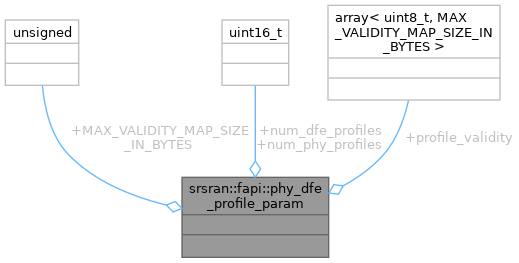 unsigned
uint16_t
array< uint8_t, MAX
_VALIDITY_MAP_SIZE_IN
_BYTES >
+MAX_VALIDITY_MAP_SIZE
_IN_BYTES
+num_dfe_profiles
+num_phy_profiles
+profile_validity
srsran::fapi::phy_dfe
_profile_param